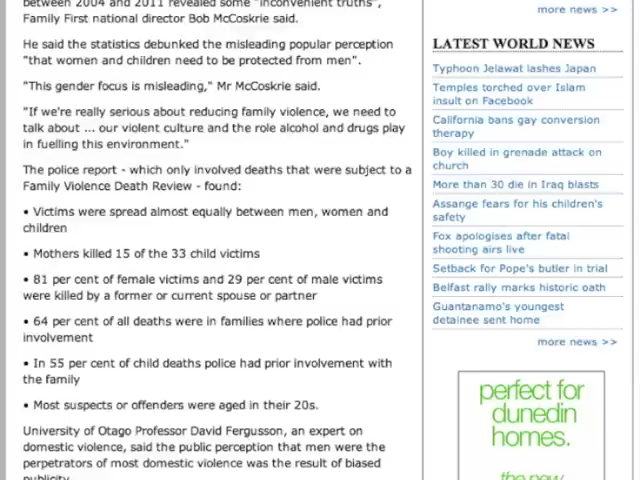 between 2004 and 2011 revealed some "inconvenient truths",
Family First national director Bob McCoskrie said.
He said the statistics debunked the misleading popular perception
"that women and children need to be protected from men".
"This gender focus is misleading," Mr McCoskrie said.
"If we're really serious about reducing family violence, we need to
talk about ... our violent culture and the role alcohol and drugs play
in fuelling this environment."
The police report - which only involved deaths that were subject to a
Family Violence Death Review - found:
• Victims were spread almost equally between men, women and
children
• Mothers killed 15 of the 33 child victims
• 81 per cent of female victims and 29 per cent of male victims
were killed by a former or current spouse or partner
• 64 per cent of all deaths were in families where police had prior
involvement
• In 55 per cent of child deaths police had prior involvement with
the family
• Most suspects or offenders were aged in their 20s.
University of Otago Professor David Fergusson, an expert on
domestic violence, said the public perception that men were the
perpetrators of most domestic violence was the result of biased
publicity
more news >>
LATEST WORLD NEWS
Typhoon Jelawat lashes Japan
Temples torched over Islam
insult on Facebook
California bans gay conversion
therapy
Boy killed in grenade attack on
church
More than 30 die in Iraq blasts
Assange fears for his children's
safety
Fox apologises after fatal
shooting airs live
Setback for Pope's butler in trial
Belfast rally marks historic oath
Guantanamo's youngest
detainee sent home
more news >>
perfect for
dunedin
homes.
the new